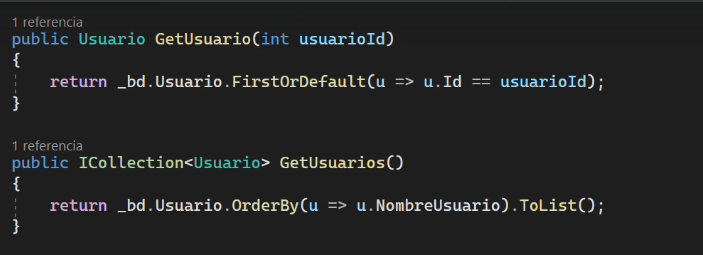 1 referencia
public Usuario GetUsuario(int usuarioId)
{
return _bd.Usuario.FirstOrDefault(u => u.Id == usuarioId);
}
1 referencia
public ICollection<Usuario> GetUsuarios()
{
return _bd.Usuario.OrderBy(u => u.NombreUsuario).ToList();
}